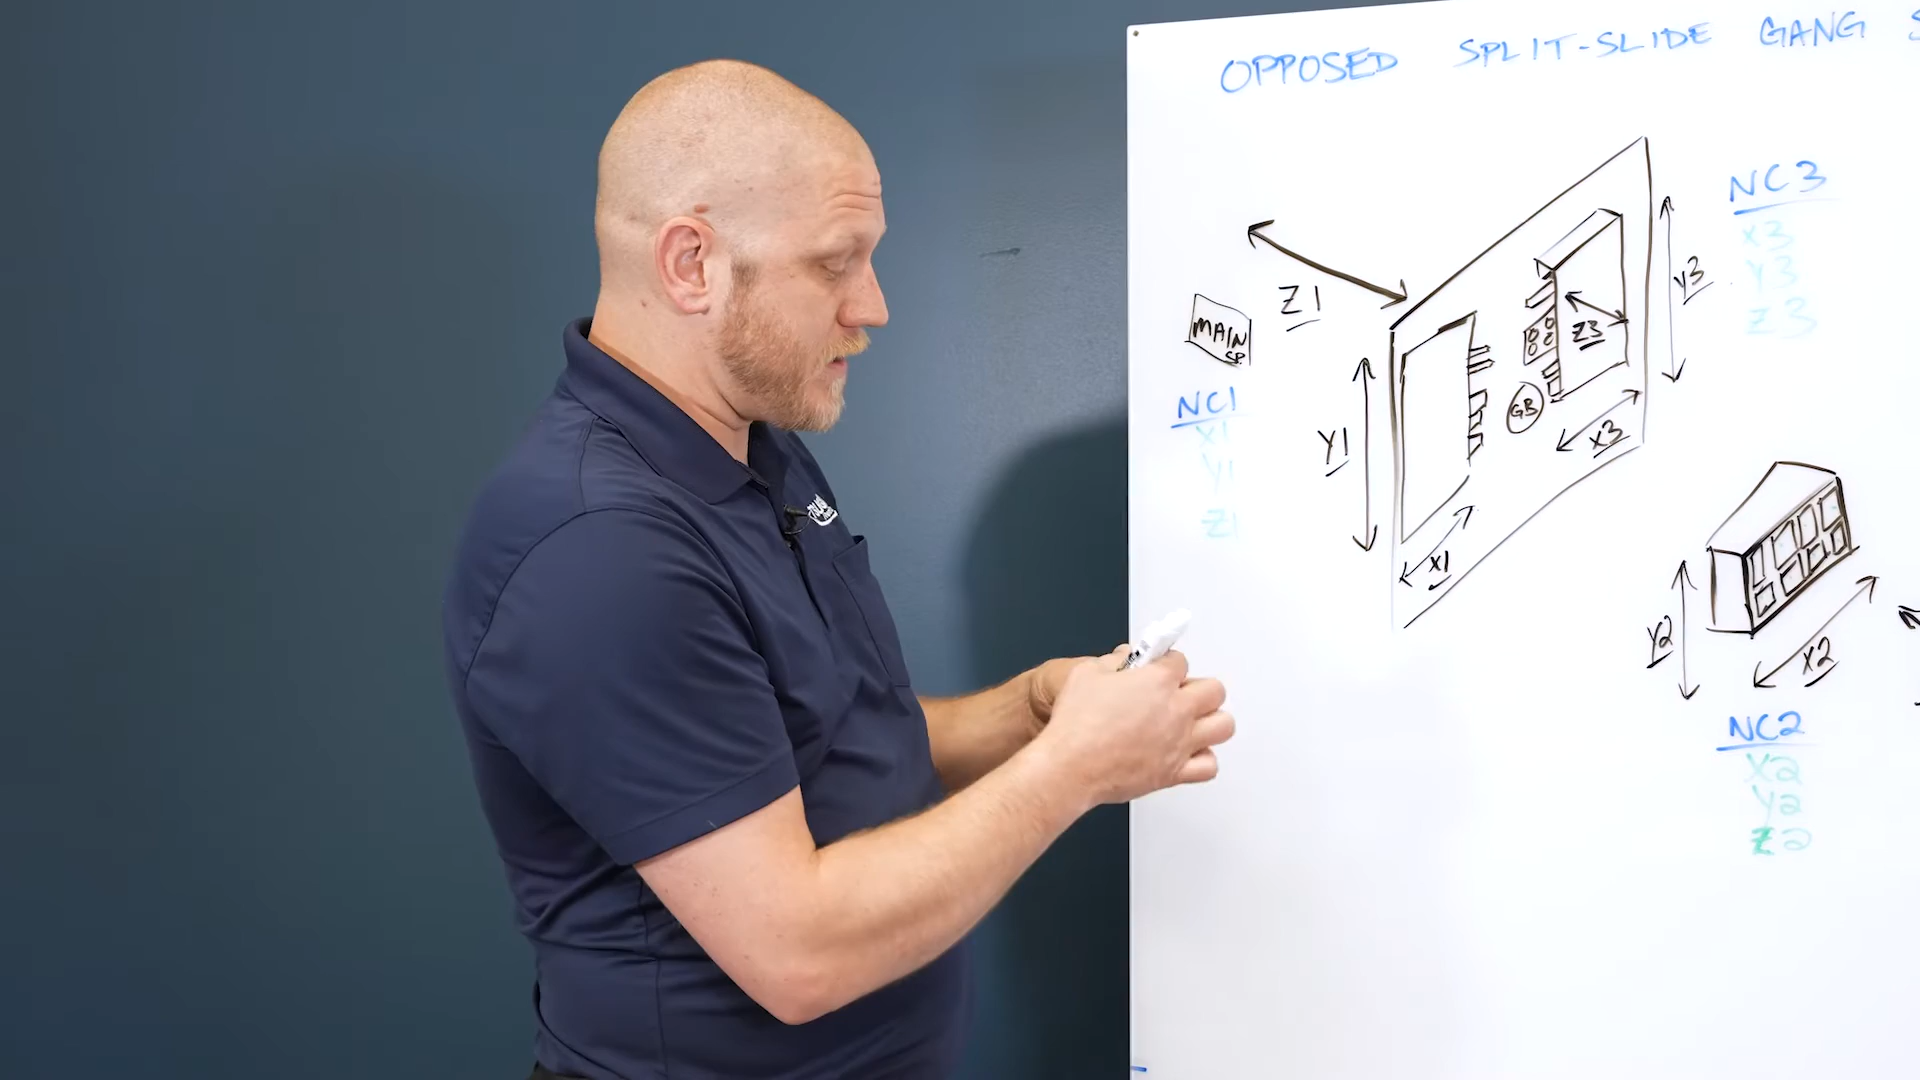 OPPOSED SPLIT-SLIDE GANG
NC3
X3
Y3
Z3
Y3
Z1
MAIN
SP.
Z3
NC1
X1
Y1
Z1
GB
Y1
X3
X1
Y2
X2
NC2
X2
Y2
Z2